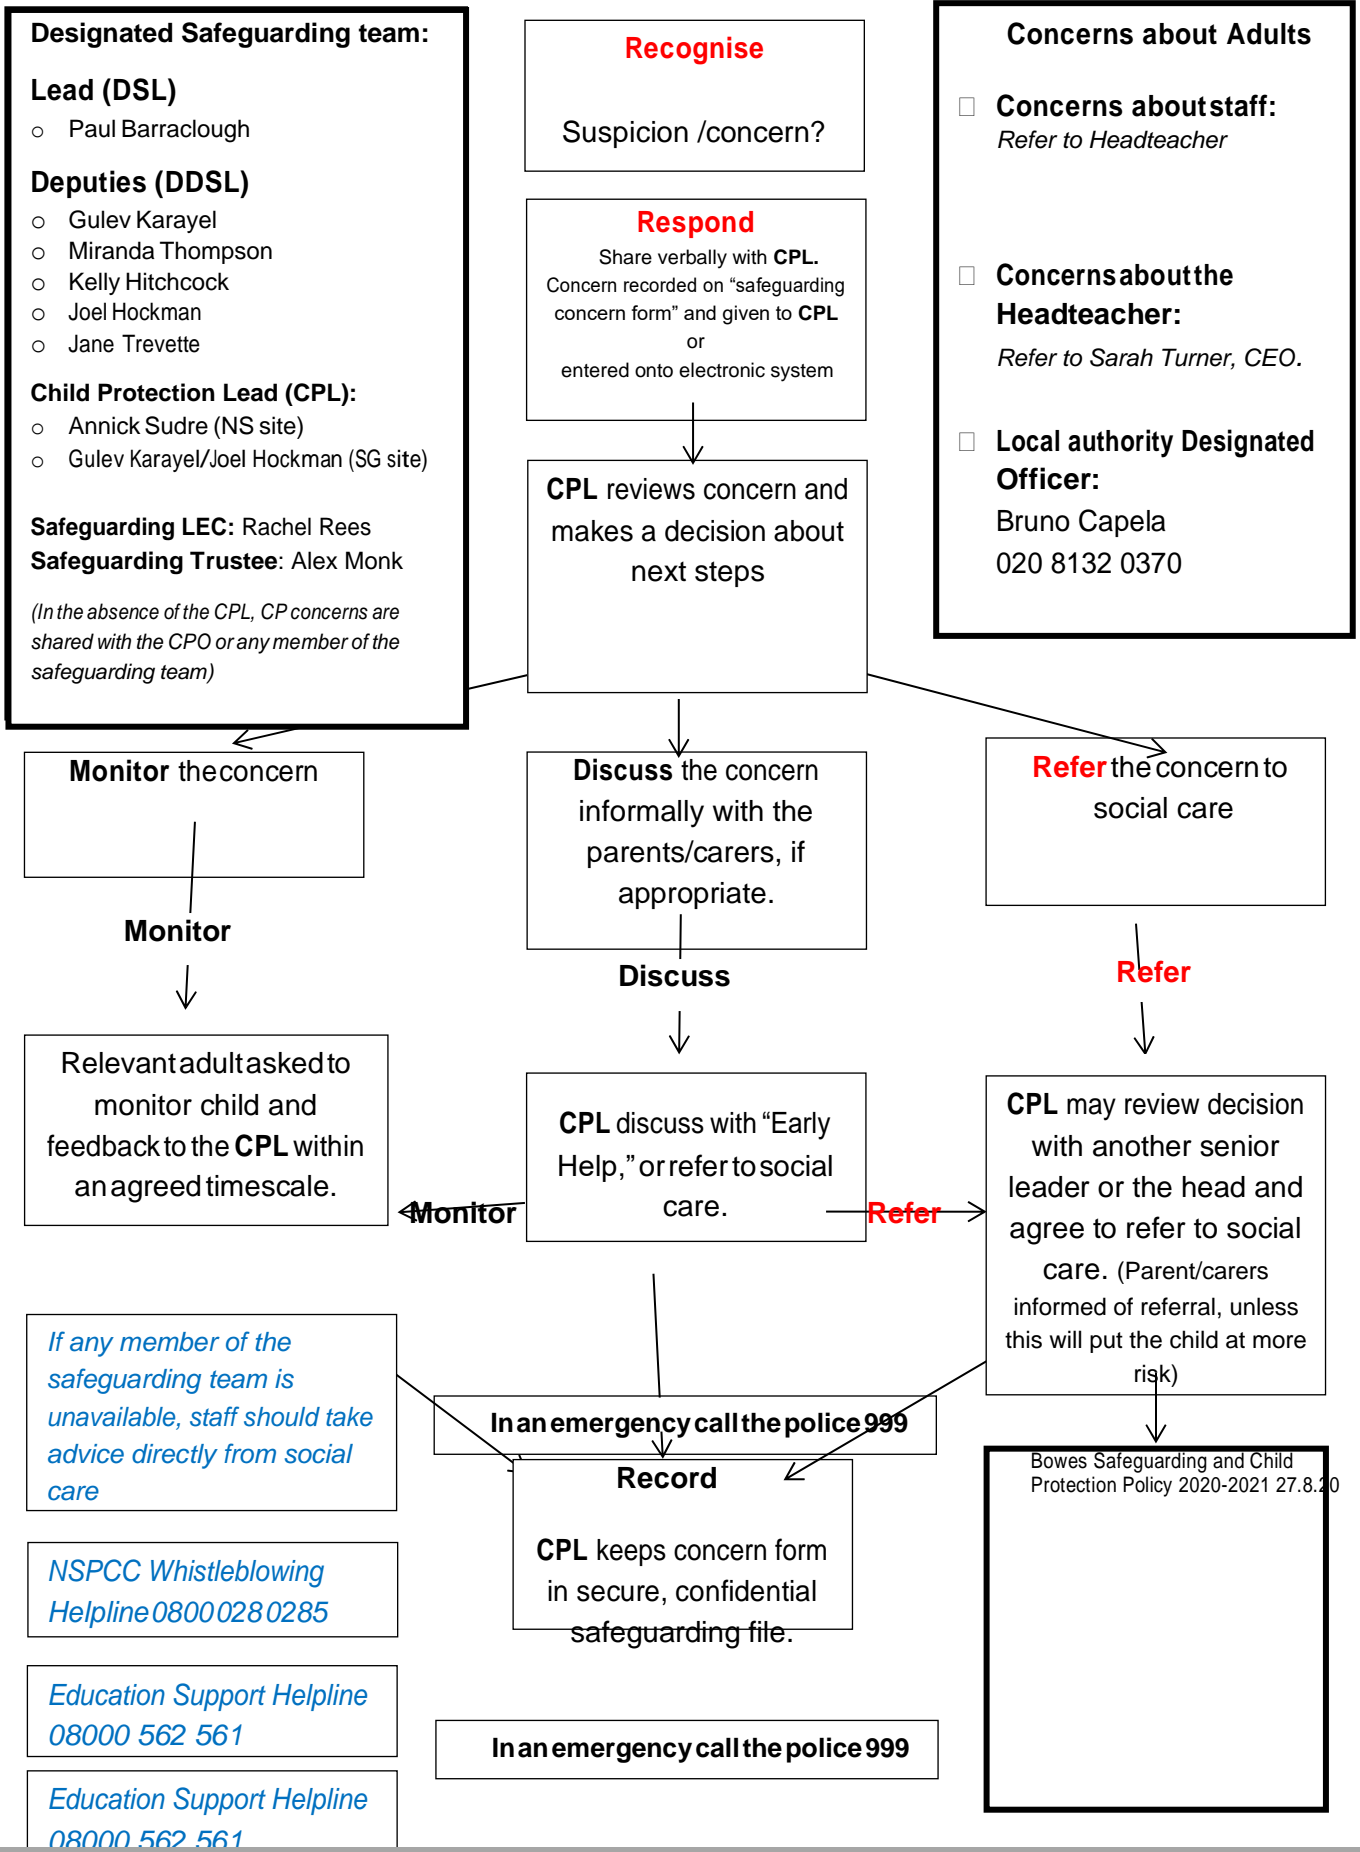 Designated Safeguarding team:
Lead (DSL)
o Paul Barraclough
Deputies (DDSL)
o Gulev Karayel
o Miranda Thompson
o Kelly Hitchcock
o Joel Hockman
o Jane Trevette
Child Protection Lead (CPL):
o Annick Sudre (NS site)
o Gulev Karayel/Joel Hockman (SG site)
Safeguarding LEC: Rachel Rees
Safeguarding Trustee: Alex Monk
(In the absence of the CPL, CP concerns are
shared with the CPO or any member of the
safeguarding team)
Recognise
Suspicion /concern?
Respond
Share verbally with CPL.
Concern recorded on “safeguarding
concern form” and given to CPL
or
entered onto electronic system
CPL reviews concern and
makes a decision about
next steps
Concerns about Adults
Concerns about staff:
Refer to Headteacher
Concerns about the
Headteacher:
Refer to Sarah Turner, CEO.
Local authority Designated
Officer:
Bruno Capela
020 8132 0370
Monitor the concern
Discuss the concern
informally with the
parents/carers, if
appropriate.
Refer the concern to
social care
Monitor
Discuss
Refer
Relevant adult asked to
monitor child and
feedback to the CPL within
an agreed timescale.
Monitor
CPL discuss with “Early
Help,” or refer to social
care.
Refer
CPL may review decision
with another senior
leader or the head and
agree to refer to social
care. (Parent/carers
informed of referral, unless
this will put the child at more
risk)
If any member of the
safeguarding team is
unavailable, staff should take
advice directly from social
care
In an emergency call the police 999
Record
CPL keeps concern form
in secure, confidential
safeguarding file.
Bowes Safeguarding and Child
Protection Policy 2020-2021 27.8.20
NSPCC Whistleblowing
Helpline 0800 028 0285
Education Support Helpline
08000 562 561
In an emergency call the police 999
Education Support Helpline
08000 562 561